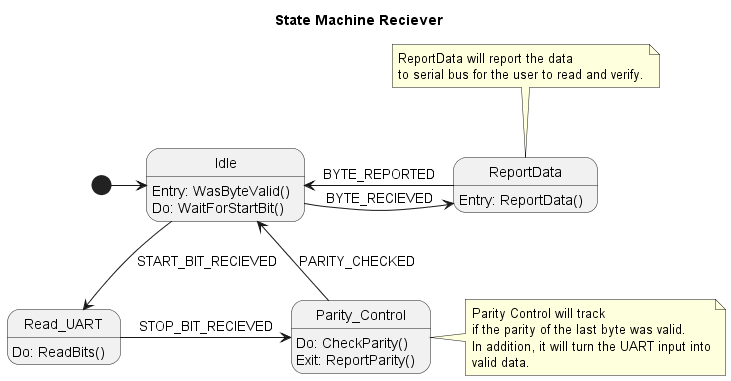 State Machine Reciever
ReportData will report the data
to serial bus for the user to read and verify.
Idle
Entry: WasByteValid()
Do: WaitForStartBit()
BYTE_REPORTED
BYTE_RECIEVED
ReportData
Entry: ReportData()
START_BIT_RECIEVED
PARITY_CHECKED
Read_UART
Do: ReadBits()
STOP_BIT_RECIEVED
Parity_Control
Do: CheckParity()
Exit: ReportParity()
Parity Control will track
if the parity of the last byte was valid.
In addition, it will turn the UART input into
valid data.